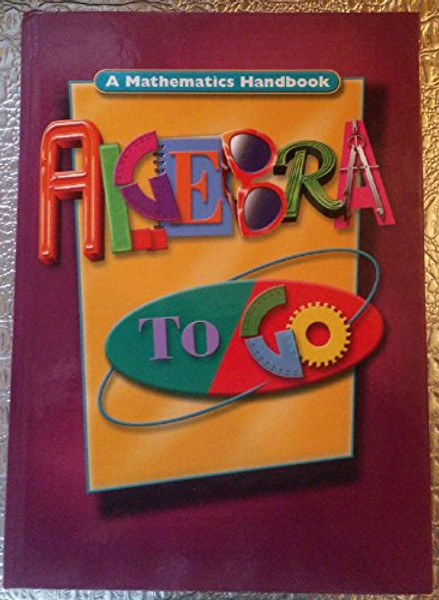 A Mathematics Handbook
ALGEBRA
TO GO